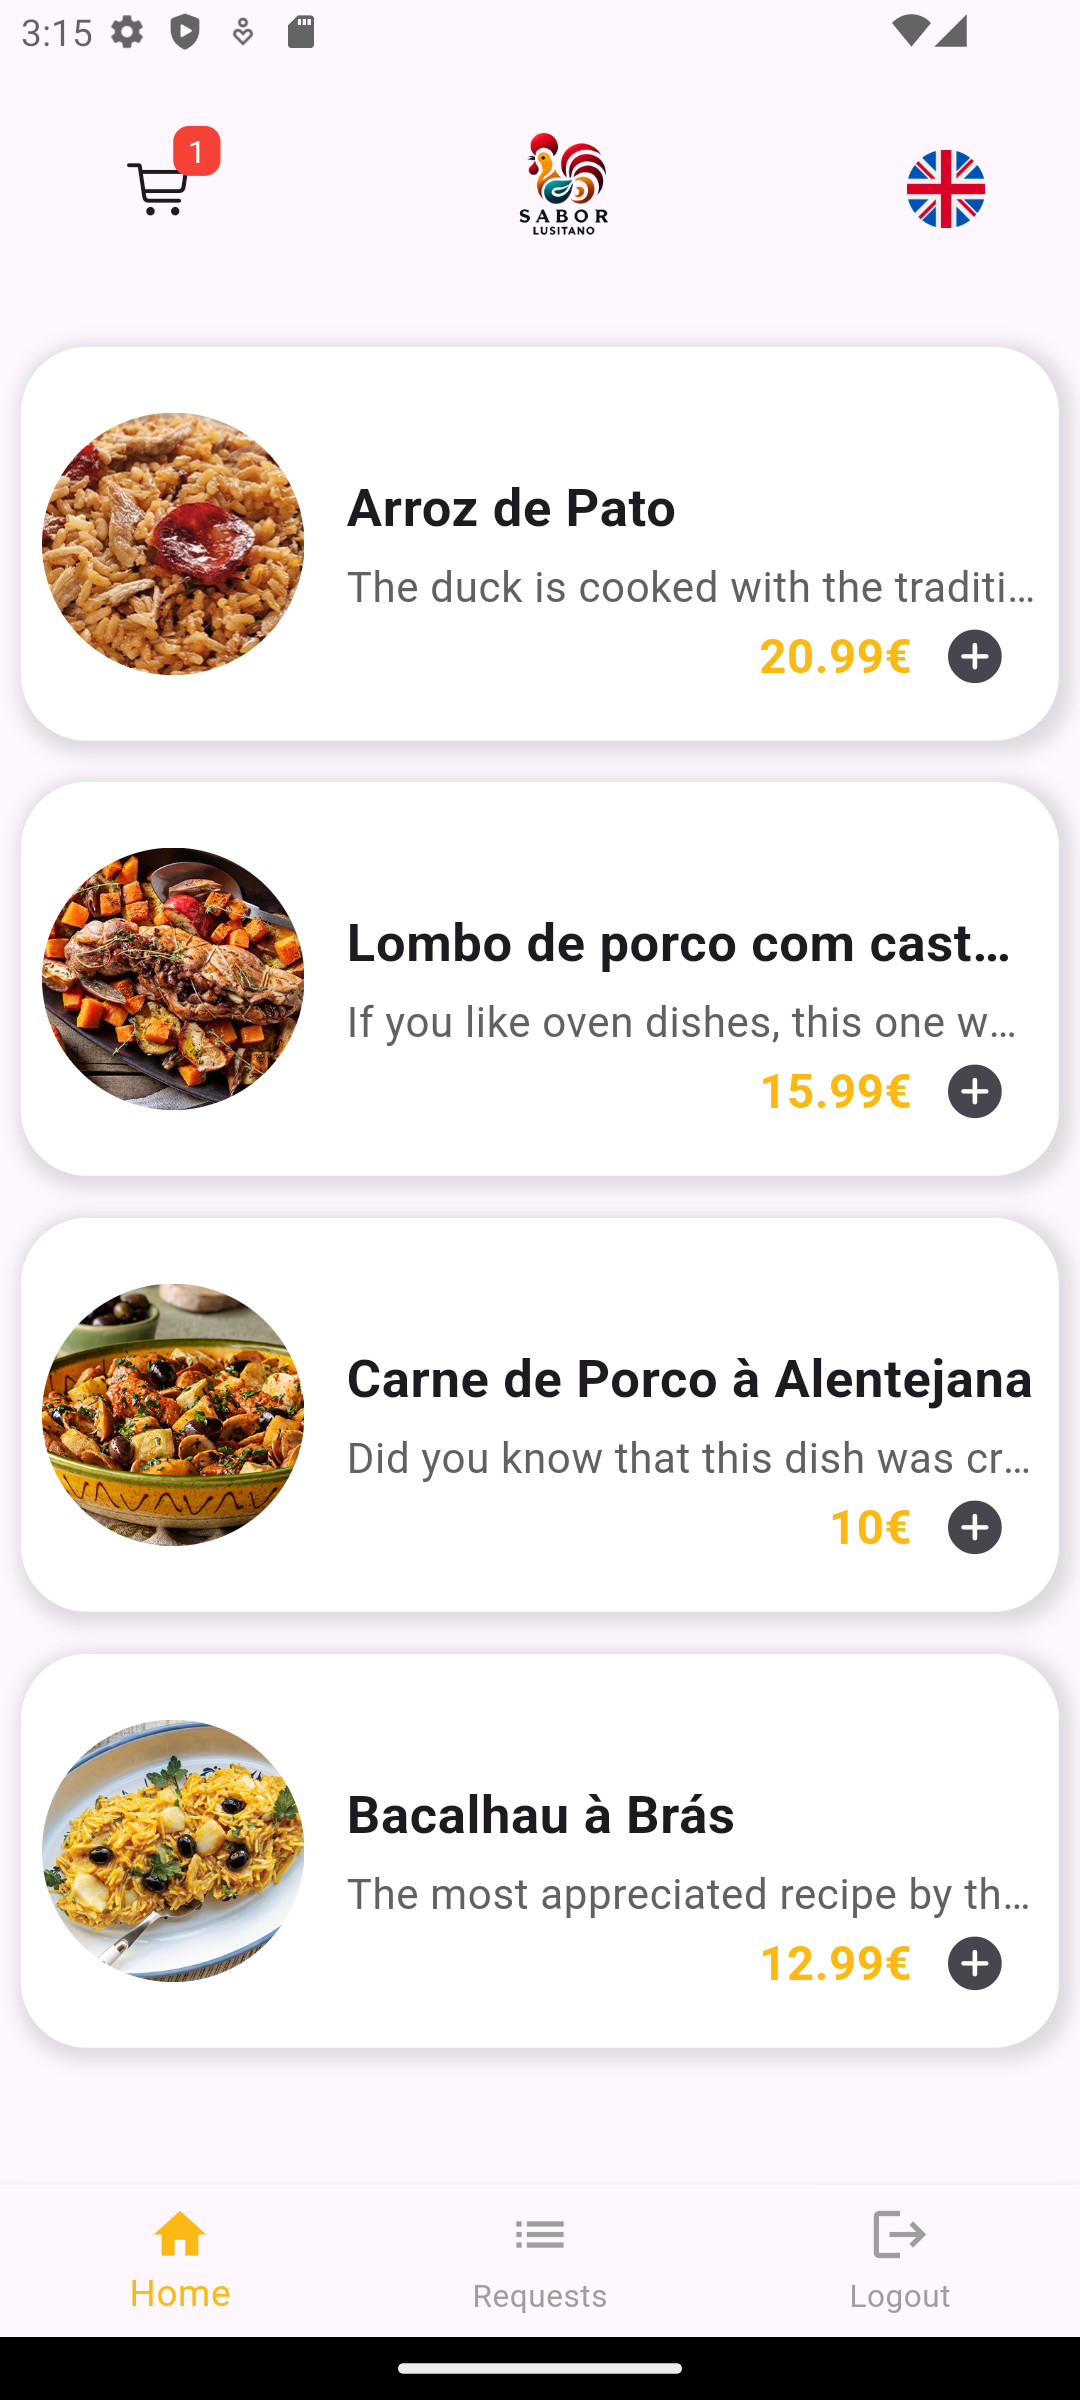 3:15
1
SABOR
LUSITANO
Arroz de Pato
The duck is cooked with the traditi...
20.99€
Lombo de porco com cast...
If you like oven dishes, this one w...
15.99€
Carne de Porco à Alentejana
Did you know that this dish was cr...
10€
Bacalhau à Brás
The most appreciated recipe by th...
12.99€
Home
Requests
Logout